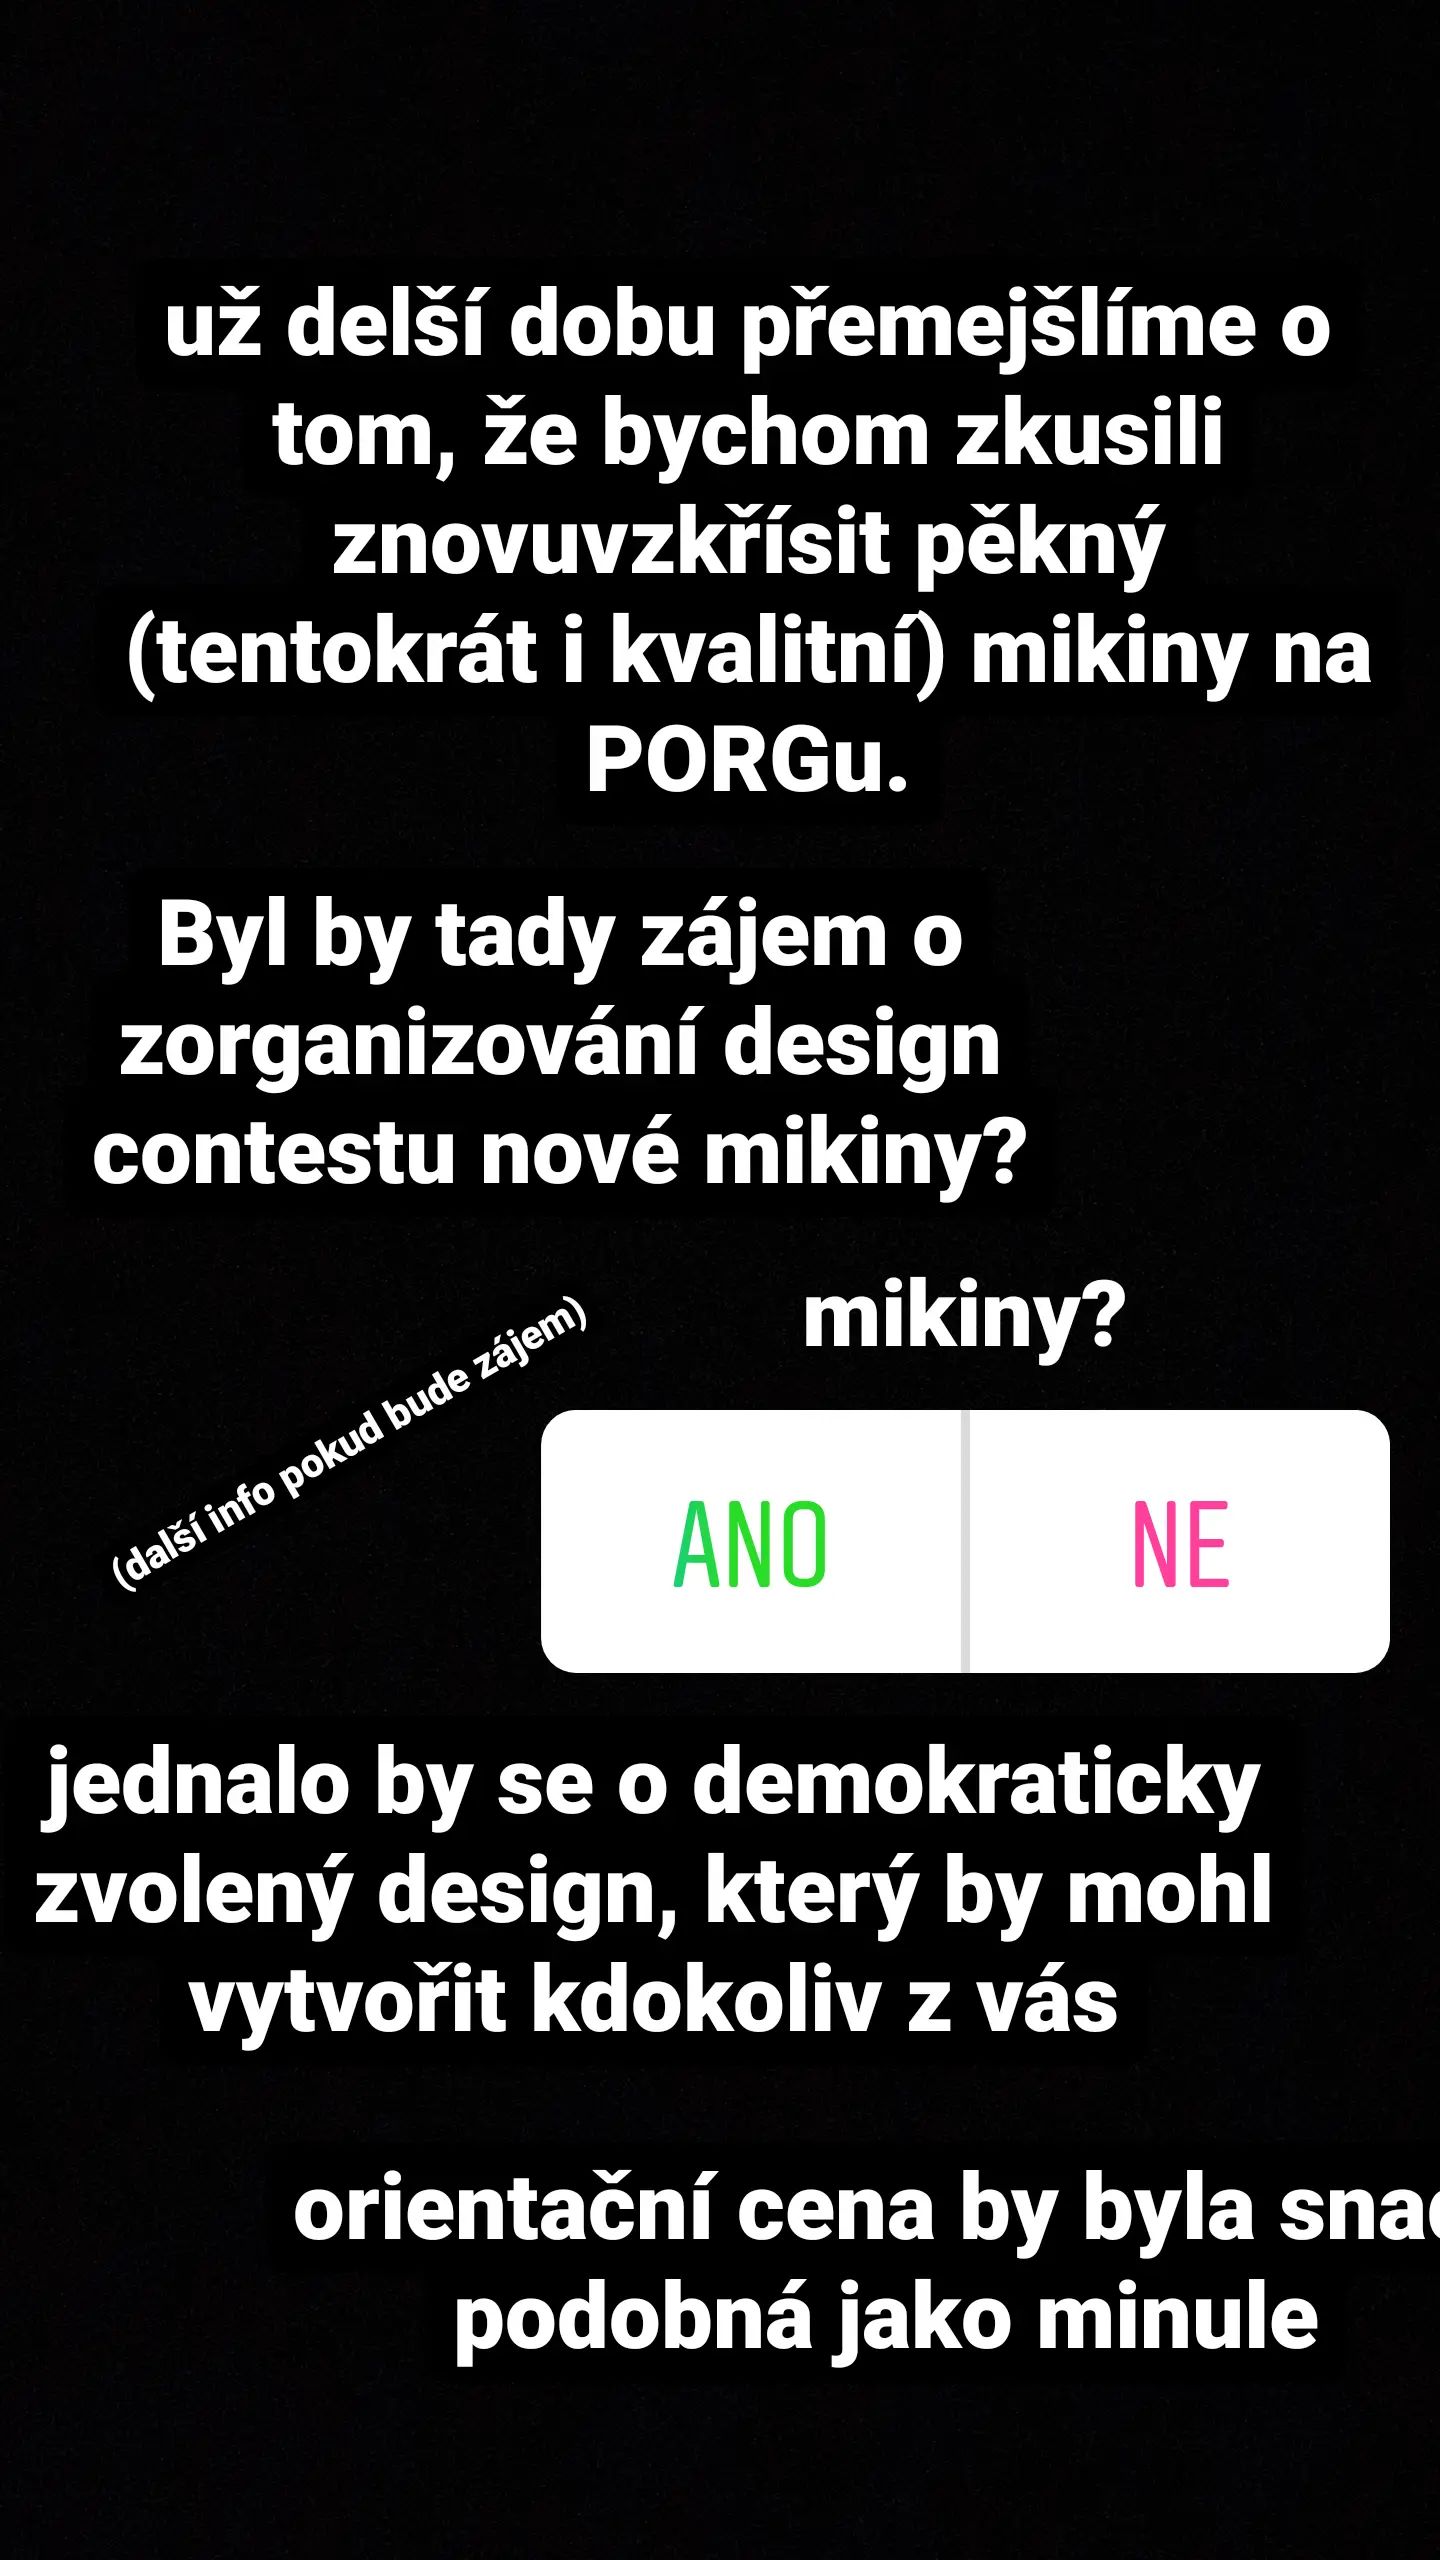 už delší dobu přemejšlíme o
tom, že bychom zkusili
znovuvzkřísit pěkný
(tentokrát i kvalitní) mikiny na
PORGu.
Byl by tady zájem o
zorganizování design
contestu nové mikiny?
mikiny?
(další info pokud bude zájem)
ANO NE
jednalo by se o demokraticky
zvolený design, který by mohl
vytvořit kdokoliv z vás
orientační cena by byla
podobná jako minule